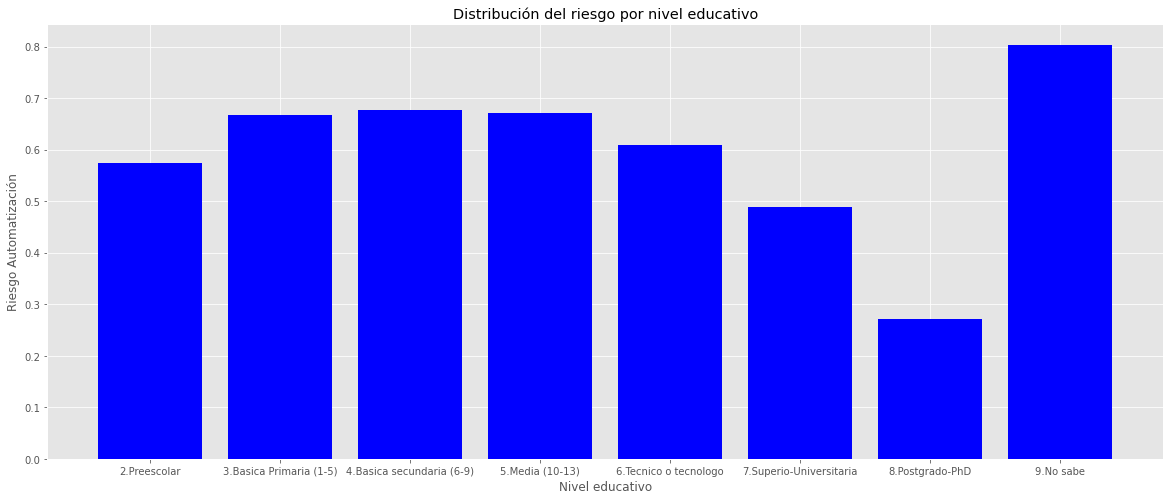 Distribución del riesgo por nivel educativo
Riesgo Automatización
0.8
0.7
0.6
0.5
0.4
0.3
0.2
0.1
0.0
2.Preescolar
3.Basica Primaria (1-5)
4.Basica secundaria (6-9)
5.Media (10-13)
6.Tecnico o tecnologo
7.Superio-Universitaria
8.Postgrado-PhD
9.No sabe
Nivel educativo